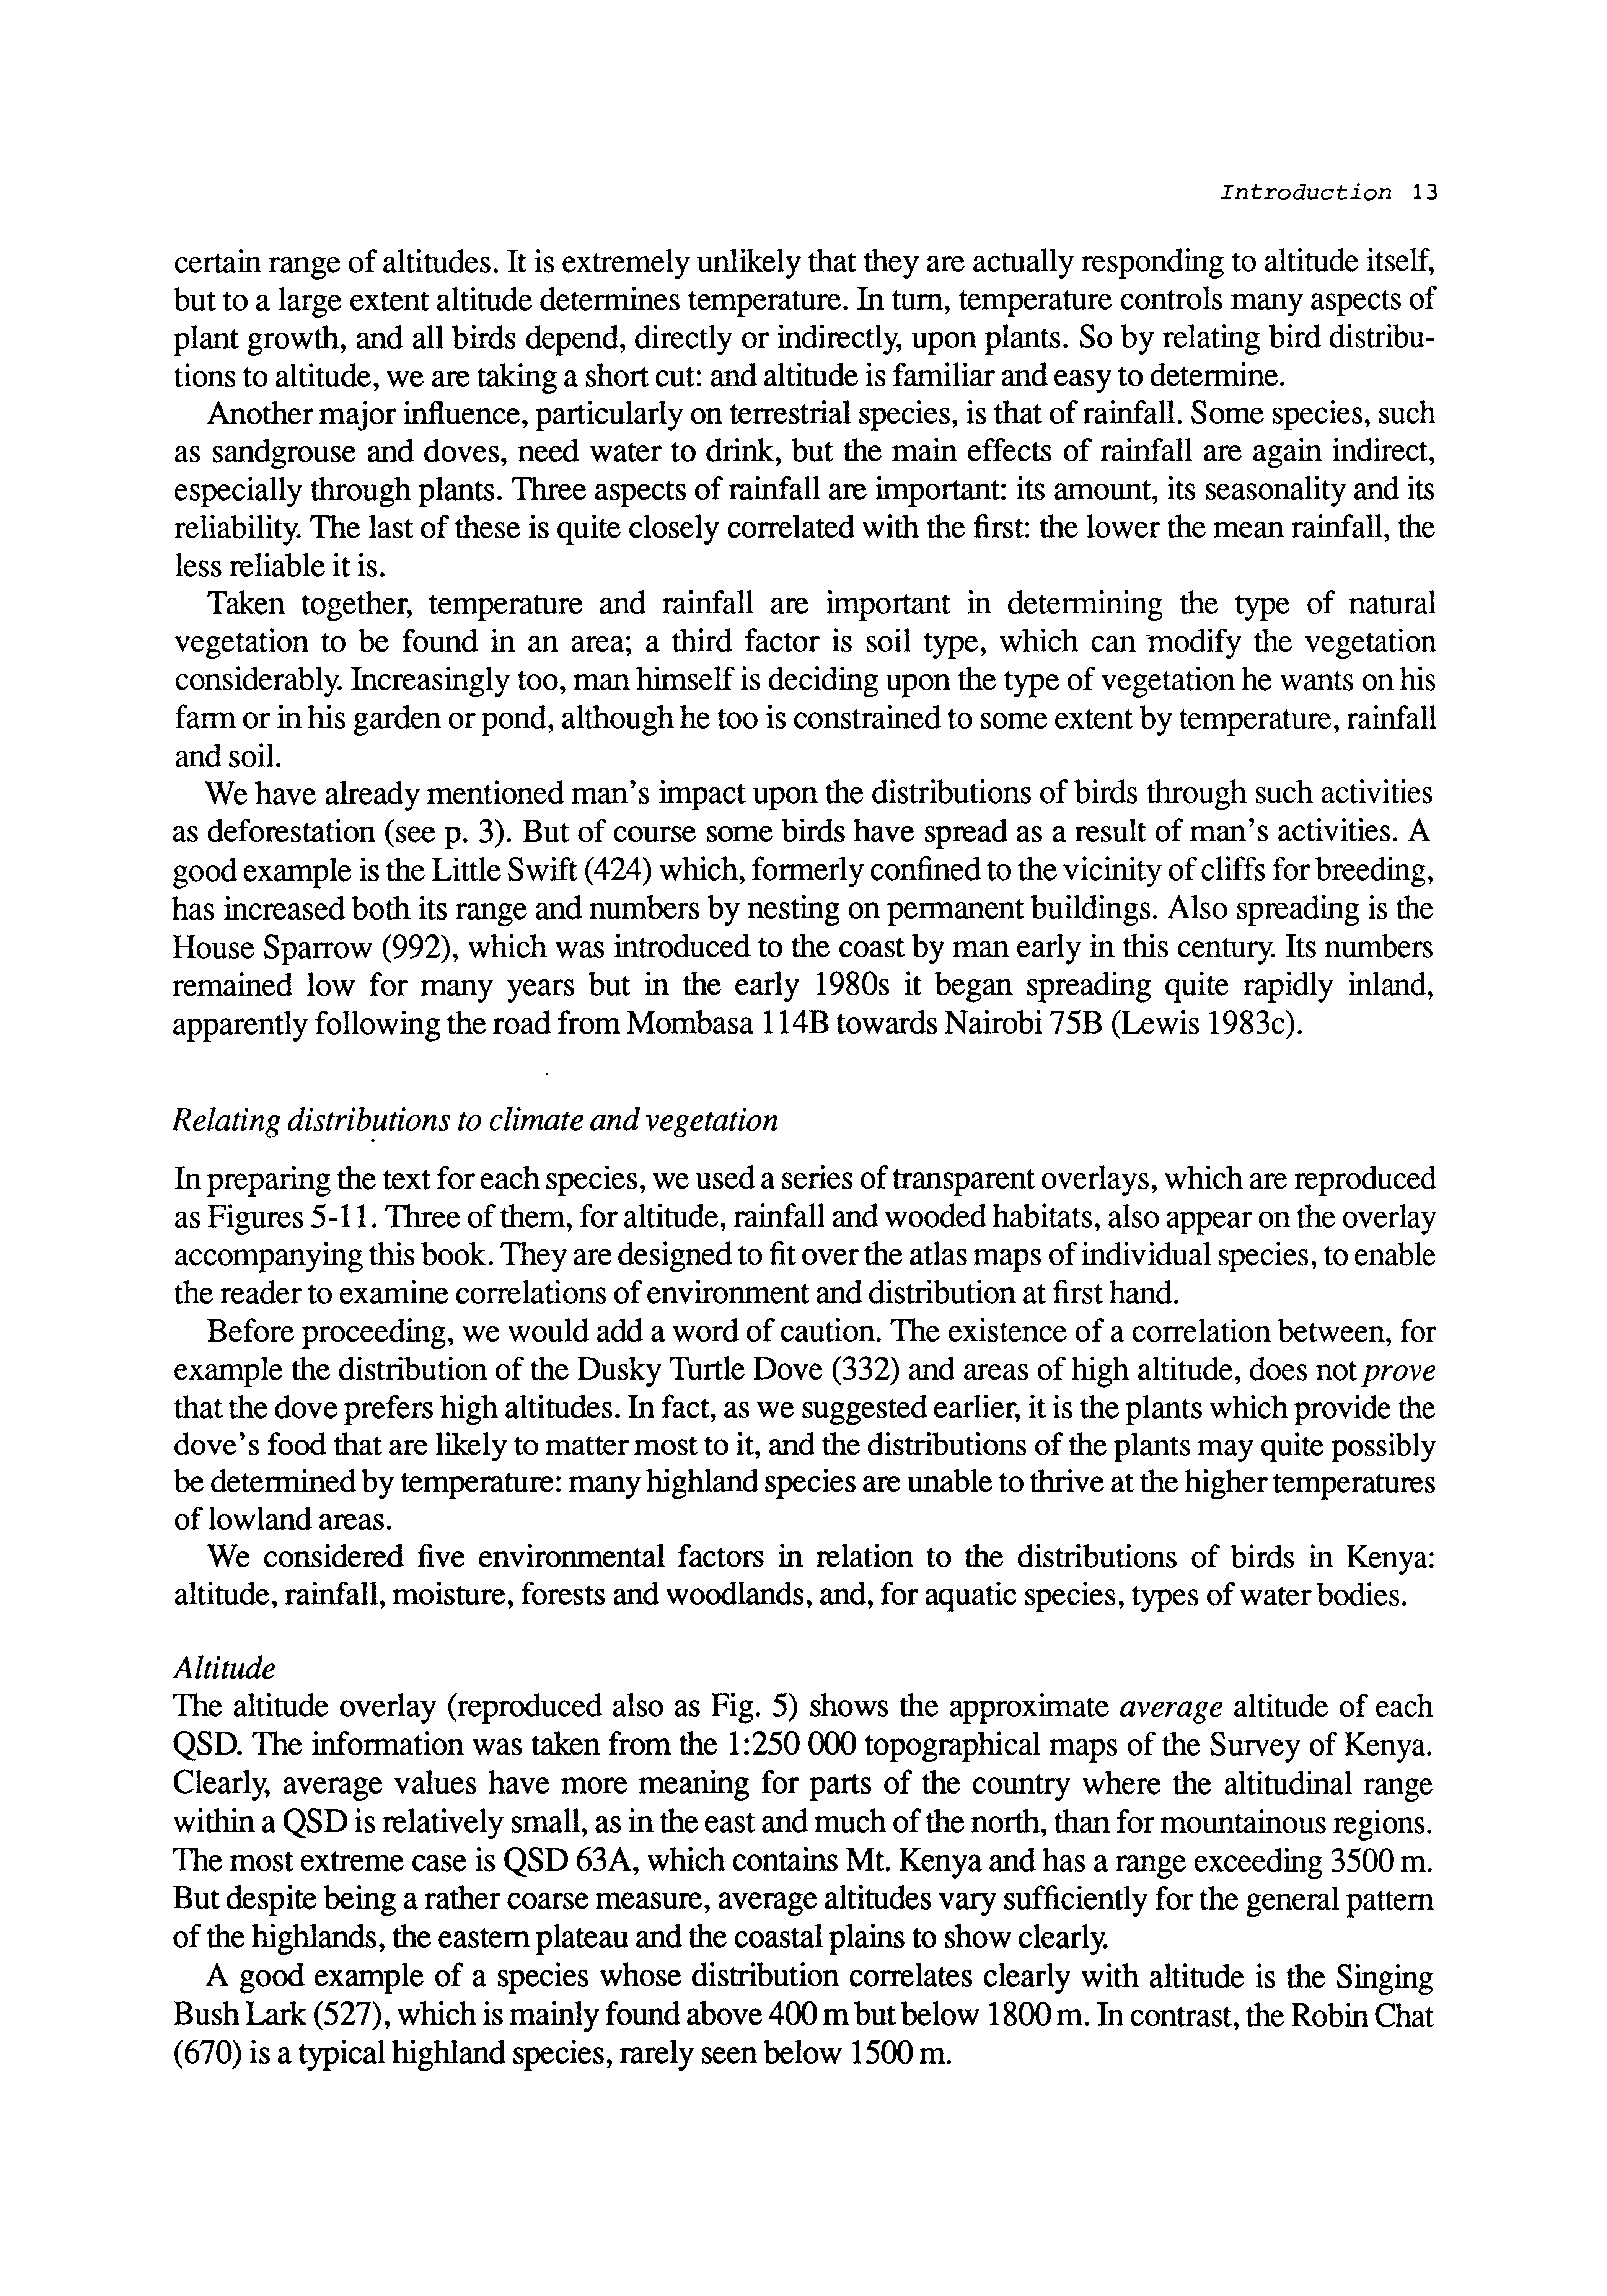 Introduction 13
certain range of altitudes. It is extremely unlikely that they are actually responding to altitude itself,
but to a large extent altitude determines temperature. In turn, temperature controls many aspects of
plant growth, and all birds depend, directly or indirectly, upon plants. So by relating bird distribu-
tions to altitude, we are taking a short cut: and altitude is familiar and easy to determine.
Another major influence, particularly on terrestrial species, is that of rainfall. Some species, such
as sandgrouse and doves, need water to drink, but the main effects of rainfall are again indirect,
especially through plants. Three aspects of rainfall are important: its amount, its seasonality and its
reliability. The last of these is quite closely correlated with the first: the lower the mean rainfall, the
less reliable it is.
Taken together, temperature and rainfall are important in determining the type of natural
vegetation to be found in an area; a third factor is soil type, which can modify the vegetation
considerably. Increasingly too, man himself is deciding upon the type of vegetation he wants on his
farm or in his garden or pond, although he too is constrained to some extent by temperature, rainfall
and soil.
We have already mentioned man's impact upon the distributions of birds through such activities
as deforestation (see p. 3). But of course some birds have spread as a result of man's activities. A
good example is the Little Swift (424) which, formerly confined to the vicinity of cliffs for breeding,
has increased both its range and numbers by nesting on permanent buildings. Also spreading is the
House Sparrow (992), which was introduced to the coast by man early in this century. Its numbers
remained low for many years but in the early 1980s it began spreading quite rapidly inland,
apparently following the road from Mombasa 114B towards Nairobi 75B (Lewis 1983c).
Relating distributions to climate and vegetation
In preparing the text for each species, we used a series of transparent overlays, which are reproduced
as Figures 5-11. Three of them, for altitude, rainfall and wooded habitats, also appear on the overlay
accompanying this book. They are designed to fit over the atlas maps of individual species, to enable
the reader to examine correlations of environment and distribution at first hand.
Before proceeding, we would add a word of caution. The existence of a correlation between, for
example the distribution of the Dusky Turtle Dove (332) and areas of high altitude, does not prove
that the dove prefers high altitudes. In fact, as we suggested earlier, it is the plants which provide the
dove's food that are likely to matter most to it, and the distributions of the plants may quite possibly
be determined by temperature: many highland species are unable to thrive at the higher temperatures
of lowland areas.
We considered five environmental factors in relation to the distributions of birds in Kenya:
altitude, rainfall, moisture, forests and woodlands, and, for aquatic species, types of water bodies.
Altitude
The altitude overlay (reproduced also as Fig. 5) shows the approximate average altitude of each
QSD. The information was taken from the 1:250 000 topographical maps of the Survey of Kenya.
Clearly, average values have more meaning for parts of the country where the altitudinal range
within a QSD is relatively small, as in the east and much of the north, than for mountainous regions.
The most extreme case is QSD 63A, which contains Mt. Kenya and has a range exceeding 3500 m.
But despite being a rather coarse measure, average altitudes vary sufficiently for the general pattern
of the highlands, the eastern plateau and the coastal plains to show clearly.
A good example of a species whose distribution correlates clearly with altitude is the Singing
Bush Lark (527), which is mainly found above 400 m but below 1800 m. In contrast, the Robin Chat
(670) is a typical highland species, rarely seen below 1500 m.